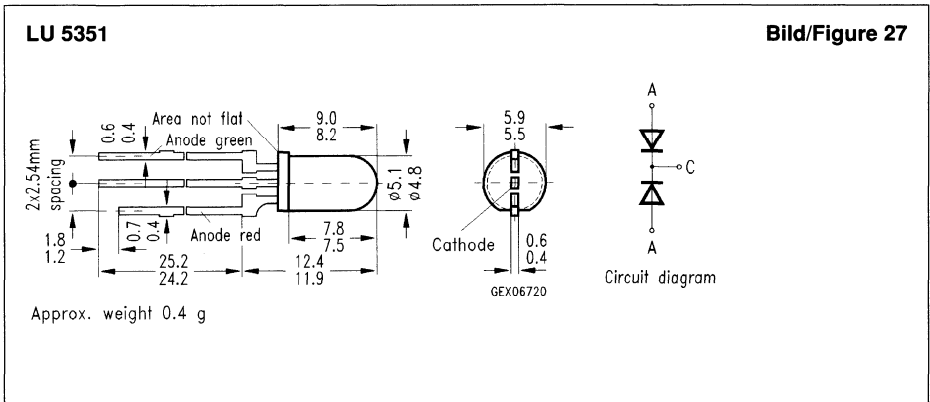 LU 5351
Bild/Figure 27
Area not flat
Anode green
0.6
0.4
2x2.54mm
spacing
9.0
8.2
ø5.1
ø4.8
5.9
5.5
A
C
A
Anode red
0.7
0.4
7.8
7.5
1.8
1.2
25.2
24.2
12.4
11.9
Cathode
0.6
0.4
GEX06720
Circuit diagram
Approx. weight 0.4 g